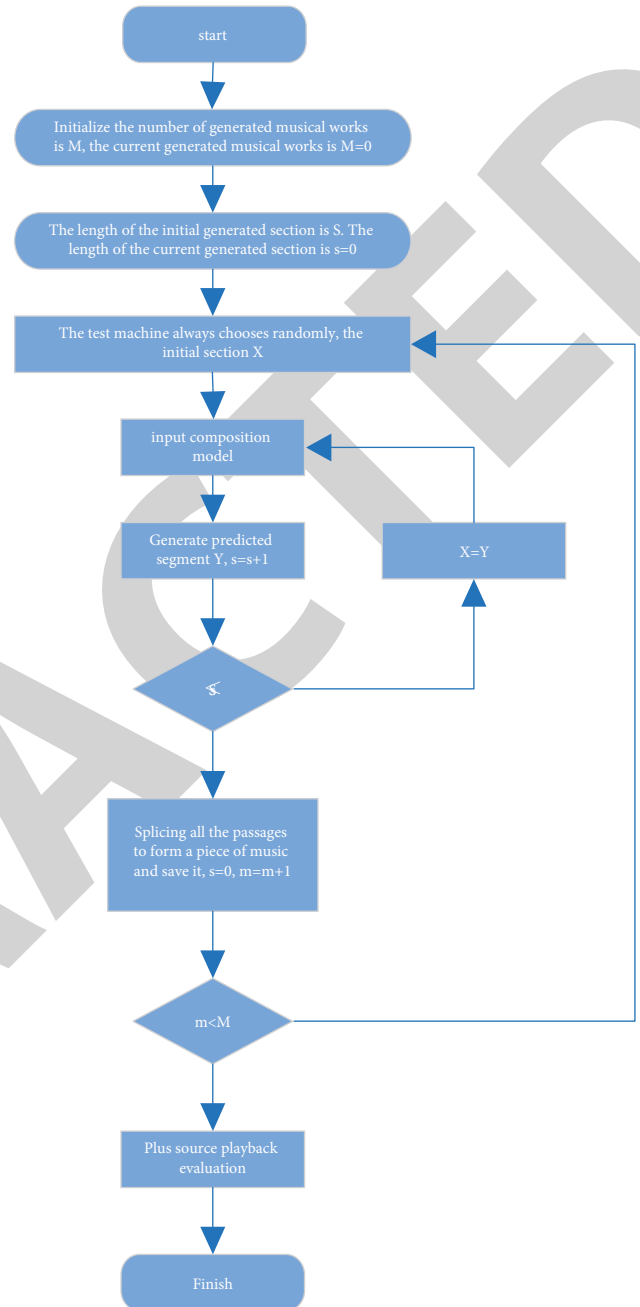 start
Initialize the number of generated musical works
is M, the current generated musical works is M=0
The length of the initial generated section is S. The
length of the current generated section is s=0
The test machine always chooses randomly, the
initial section X
input composition
model
Generate predicted
segment Y, s=s+1
X=Y
Splicing all the passages
to form a piece of music
and save it, s=0, m=m+1
m<M
Plus source playback
evaluation
Finish